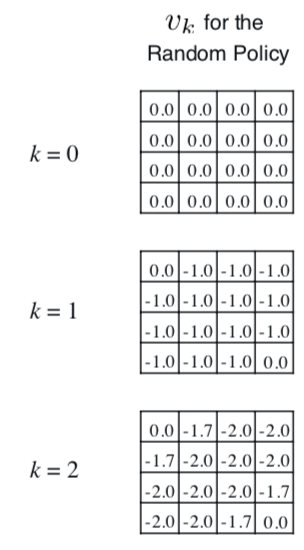 v_k for the
Random Policy
k = 0
0.0 0.0 0.0 0.0
0.0 0.0 0.0 0.0
0.0 0.0 0.0 0.0
0.0 0.0 0.0 0.0
k = 1
0.0 -1.0 -1.0 -1.0
-1.0 -1.0 -1.0 -1.0
-1.0 -1.0 -1.0 -1.0
-1.0 -1.0 -1.0 0.0
k = 2
0.0 -1.7 -2.0 -2.0
-1.7 -2.0 -2.0 -2.0
-2.0 -2.0 -2.0 -1.7
-2.0 -2.0 -1.7 0.0